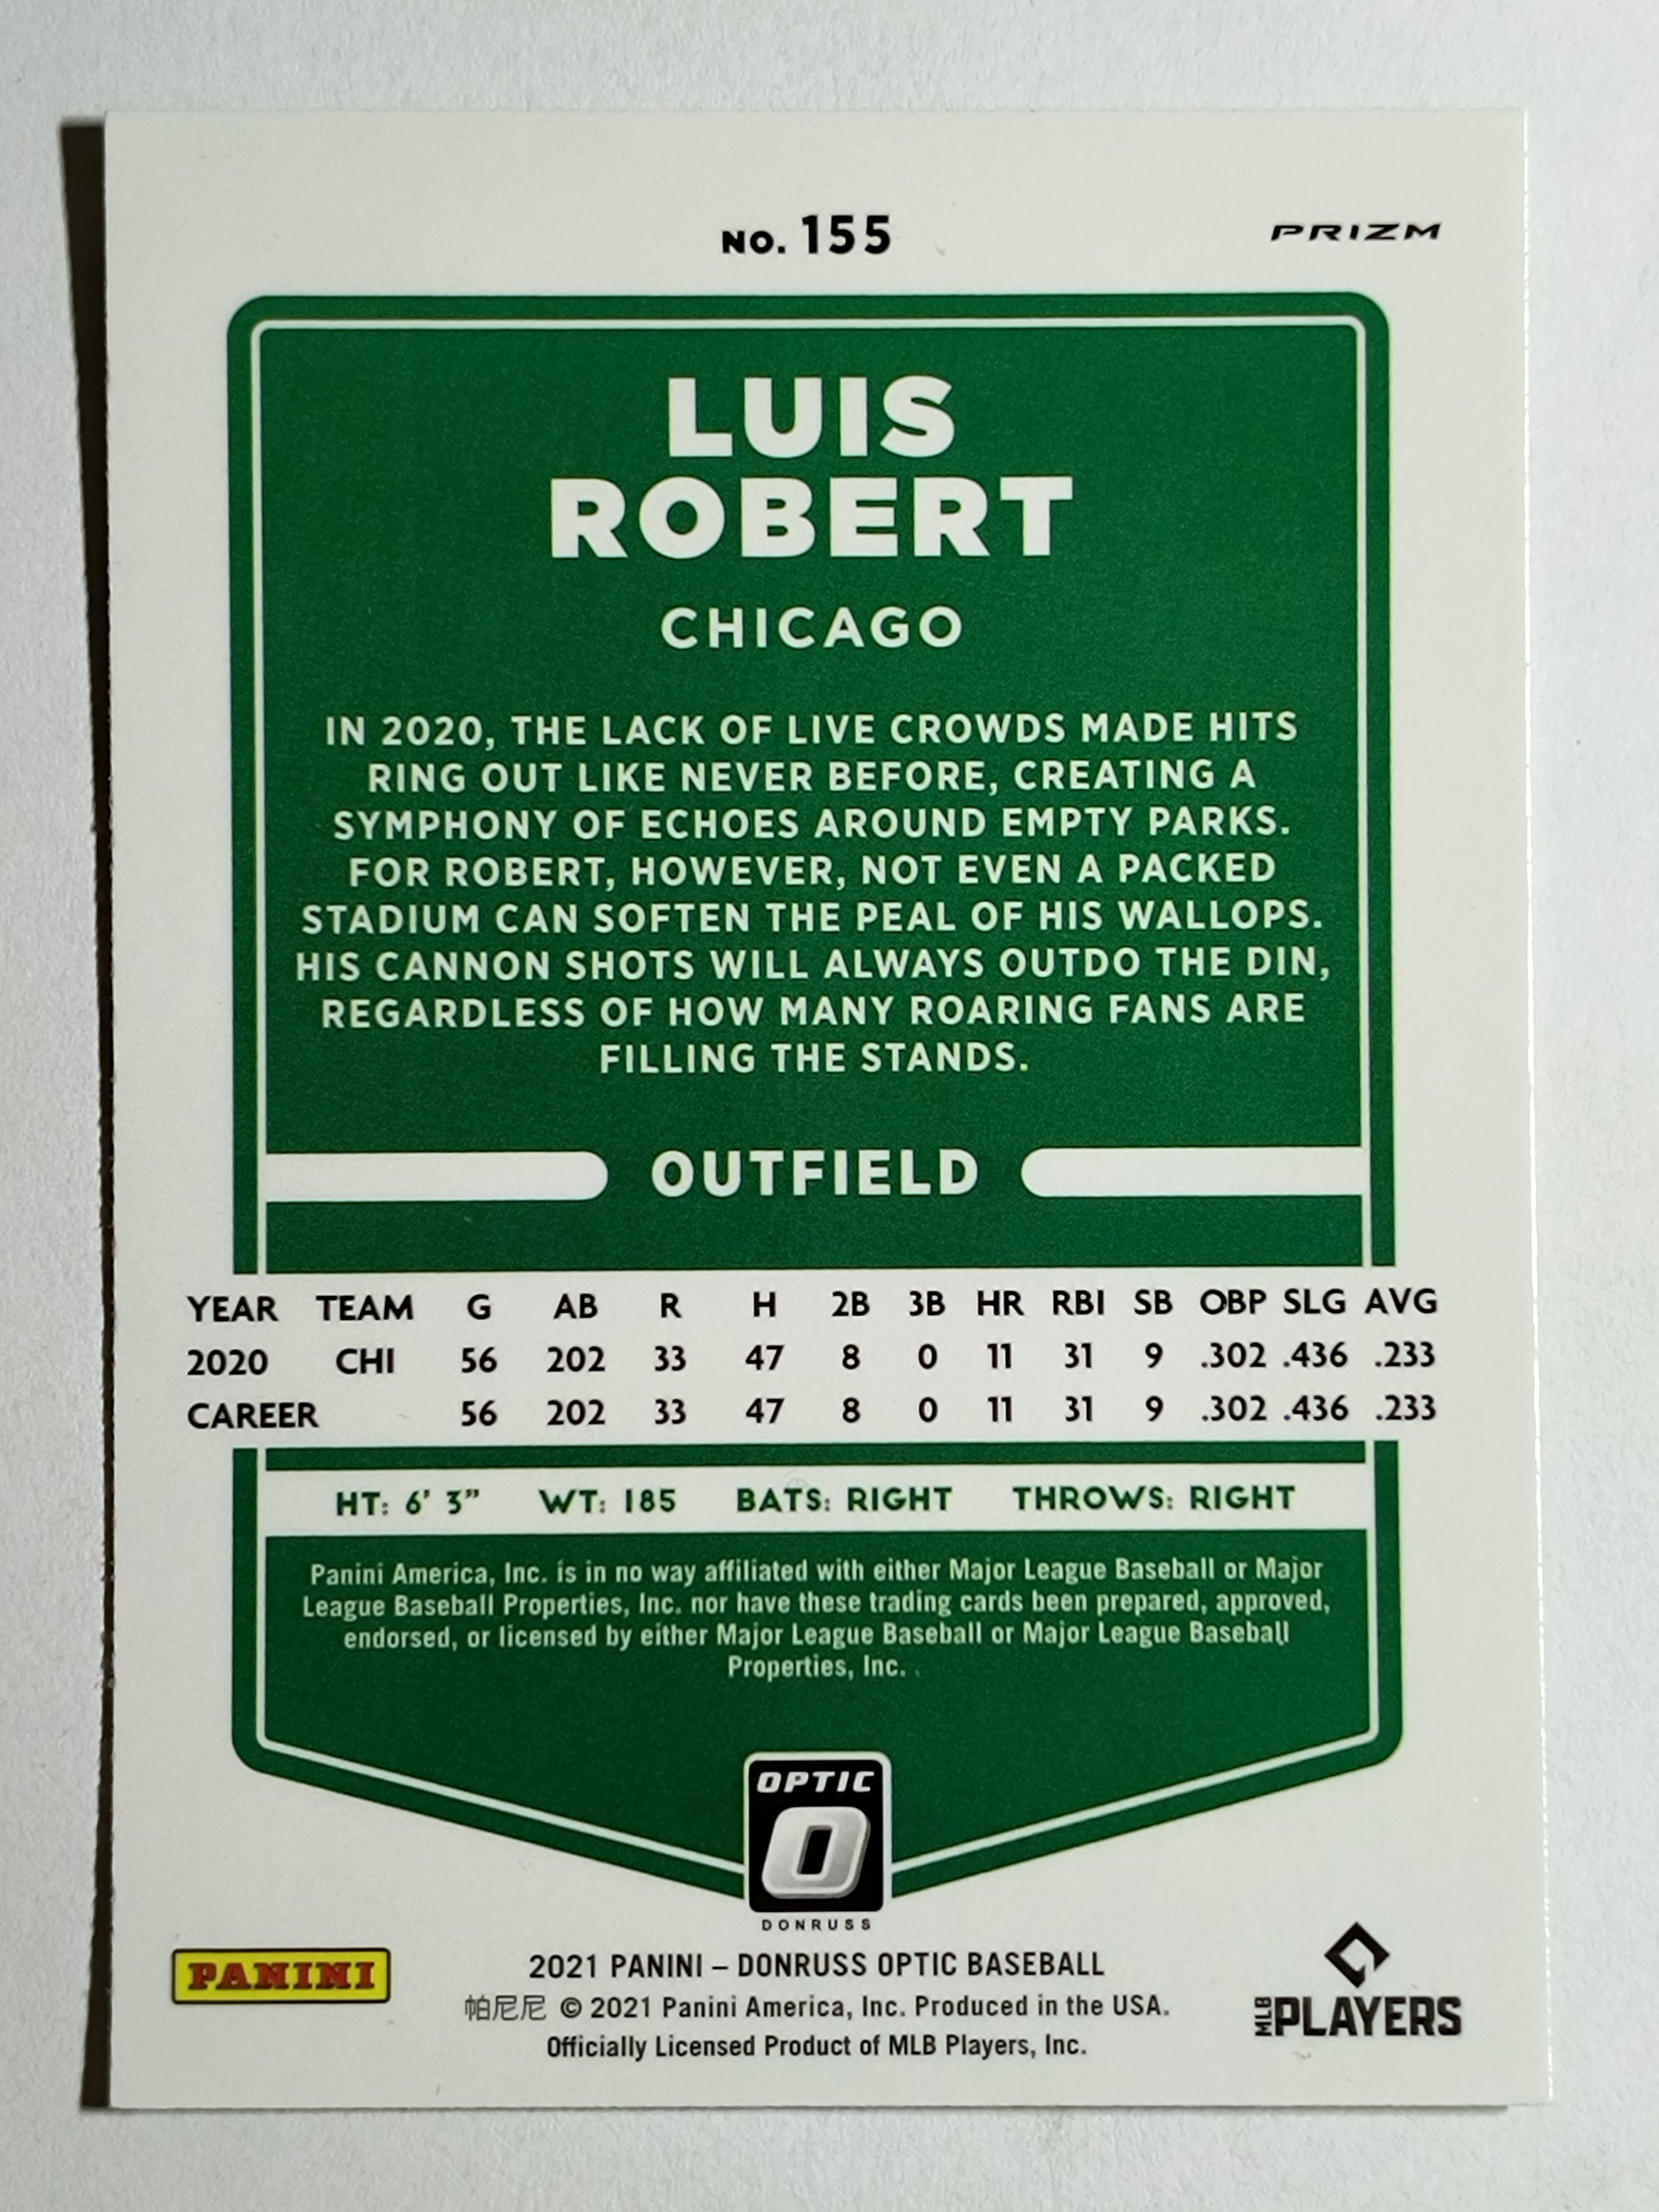 NO. 155
PRIZM
LUIS
ROBERT
CHICAGO
IN 2020, THE LACK OF LIVE CROWDS MADE HITS
RING OUT LIKE NEVER BEFORE, CREATING A
SYMPHONY OF ECHOES AROUND EMPTY PARKS.
FOR ROBERT, HOWEVER, NOT EVEN A PACKED
STADIUM CAN SOFTEN THE PEAL OF HIS WALLOPS.
HIS CANNON SHOTS WILL ALWAYS OUTDO THE DIN,
REGARDLESS OF HOW MANY ROARING FANS ARE
FILLING THE STANDS.
OUTFIELD
YEAR TEAM G AB R H 2B 3B HR RBI SB OBP SLG AVG
2020 CHI 56 202 33 47 8 0 11 31 9 .302 .436 .233
CAREER 56 202 33 47 8 0 11 31 9 .302 .436 .233
HT: 6' 3" WT: 185 BATS: RIGHT THROWS: RIGHT
Panini America, Inc. is in no way affiliated with either Major League Baseball or Major
League Baseball Properties, Inc. nor have these trading cards been prepared, approved,
endorsed, or licensed by either Major League Baseball or Major League Baseball
Properties, Inc.
OPTIC
O
DONRUSS
PANINI
2021 PANINI – DONRUSS OPTIC BASEBALL
帕尼尼 © 2021 Panini America, Inc. Produced in the USA.
Officially Licensed Product of MLB Players, Inc.
MLB PLAYERS